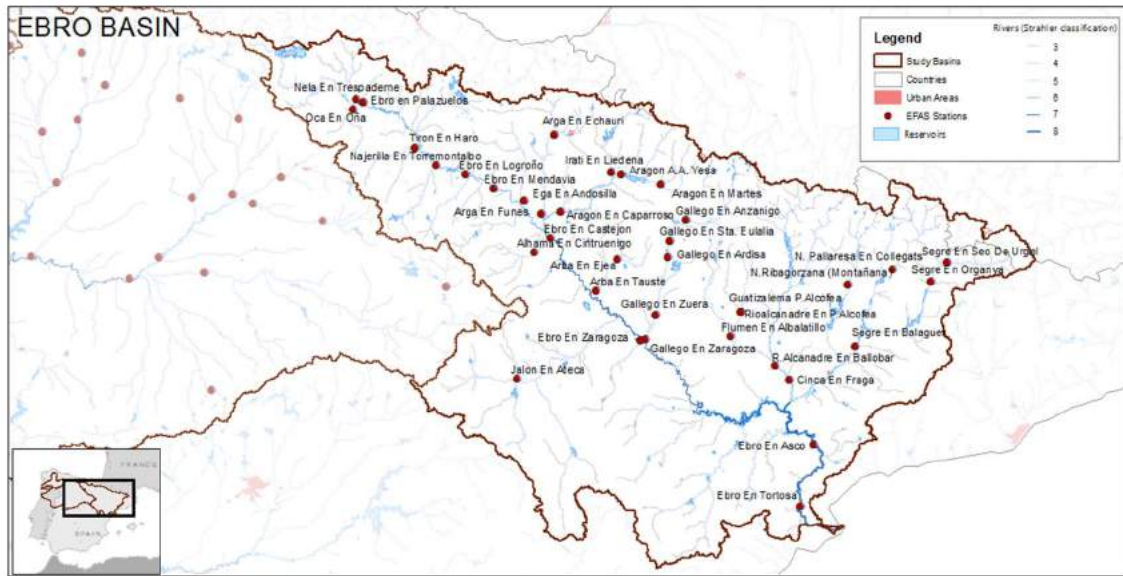 EBRO BASIN
Legend
Study Basins
Countries
Urban Areas
EFAS Stations
Reservoirs
Rivers (Strahler classification)
3
4
5
6
7
8
Nela En Trespaderne
Ebro en Palazuelos
Oca En Oña
Tiron En Haro
Najerilla En Torremontalbo
Ebro En Logroño
Ebro En Mendavia
Ega En Andosilla
Arga En Echauri
Irati En Liedena
Aragon A.A. Yesa
Aragon En Martes
Arga En Funes
Aragon En Caparroso
Gallego En Anzanigo
Ebro En Castejon
Gallego En Sta. Eulalia
Alhama En Cintruenigo
Gallego En Ardisa
Arba En Ejea
Arba En Tauste
N. Pallaresa En Collegats
Segre En Seo De Urgel
N.Ribagorzana (Montañana)
Segre En Organya
Gallego En Zuera
Guatizalema P.Alcofea
Rioalcanadre En P.Alcofea
Flumen En Albalatillo
Segre En Balaguer
Ebro En Zaragoza
Gallego En Zaragoza
R.Alcanadre En Ballobar
Jalon En Ateca
Cinca En Fraga
Ebro En Asco
Ebro En Tortosa
FRANCE
SPAIN